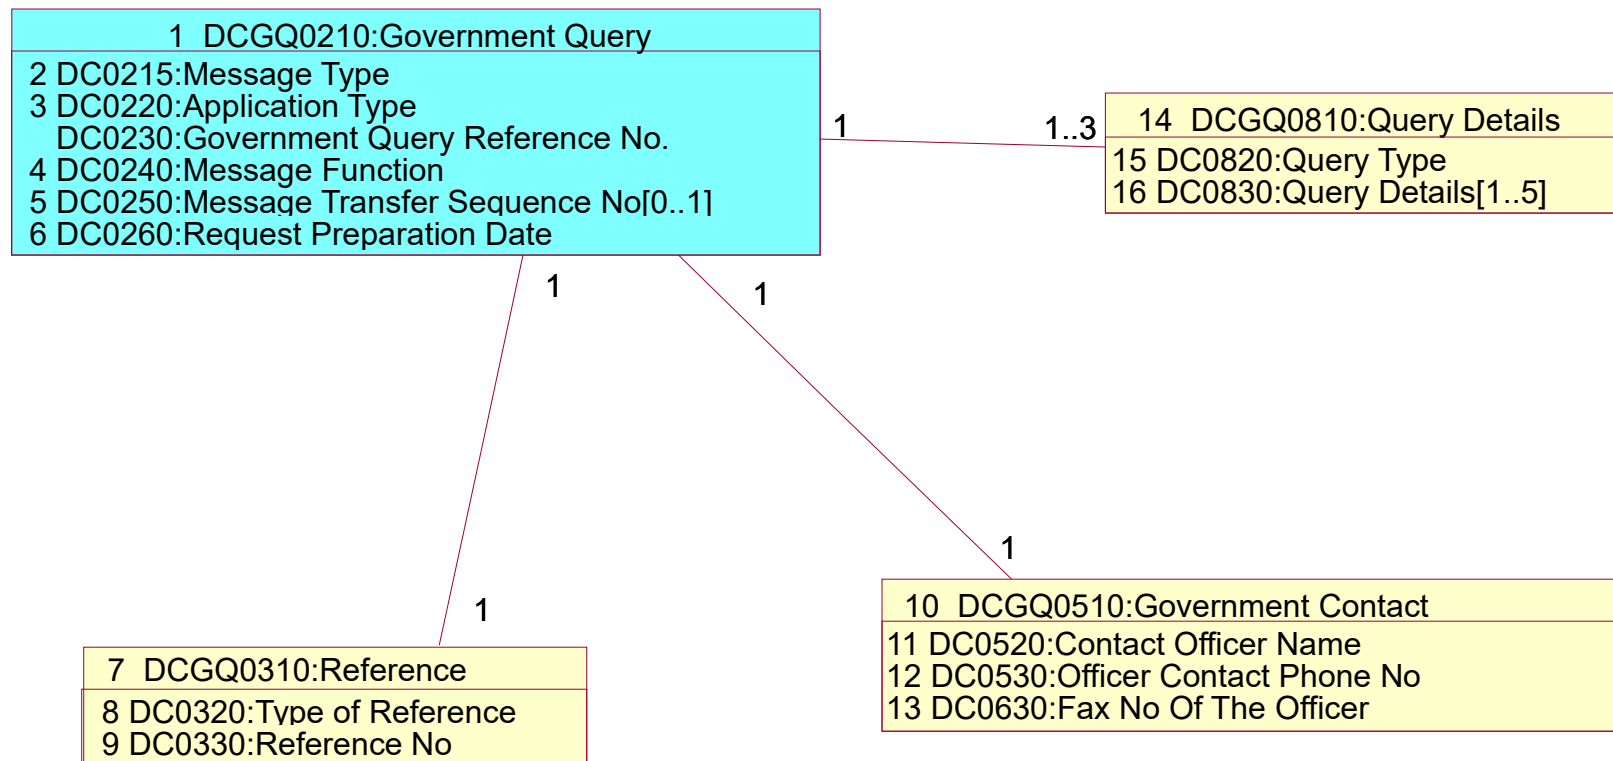 1 DCGQ0210:Government Query
2 DC0215:Message Type
3 DC0220:Application Type
DC0230:Government Query Reference No.
4 DC0240:Message Function
5 DC0250:Message Transfer Sequence No[0..1]
6 DC0260:Request Preparation Date
1
1..3
14 DCGQ0810:Query Details
15 DC0820:Query Type
16 DC0830:Query Details[1..5]
1
1
1
1
10 DCGQ0510:Government Contact
11 DC0520:Contact Officer Name
12 DC0530:Officer Contact Phone No
13 DC0630:Fax No Of The Officer
7 DCGQ0310:Reference
8 DC0320:Type of Reference
9 DC0330:Reference No